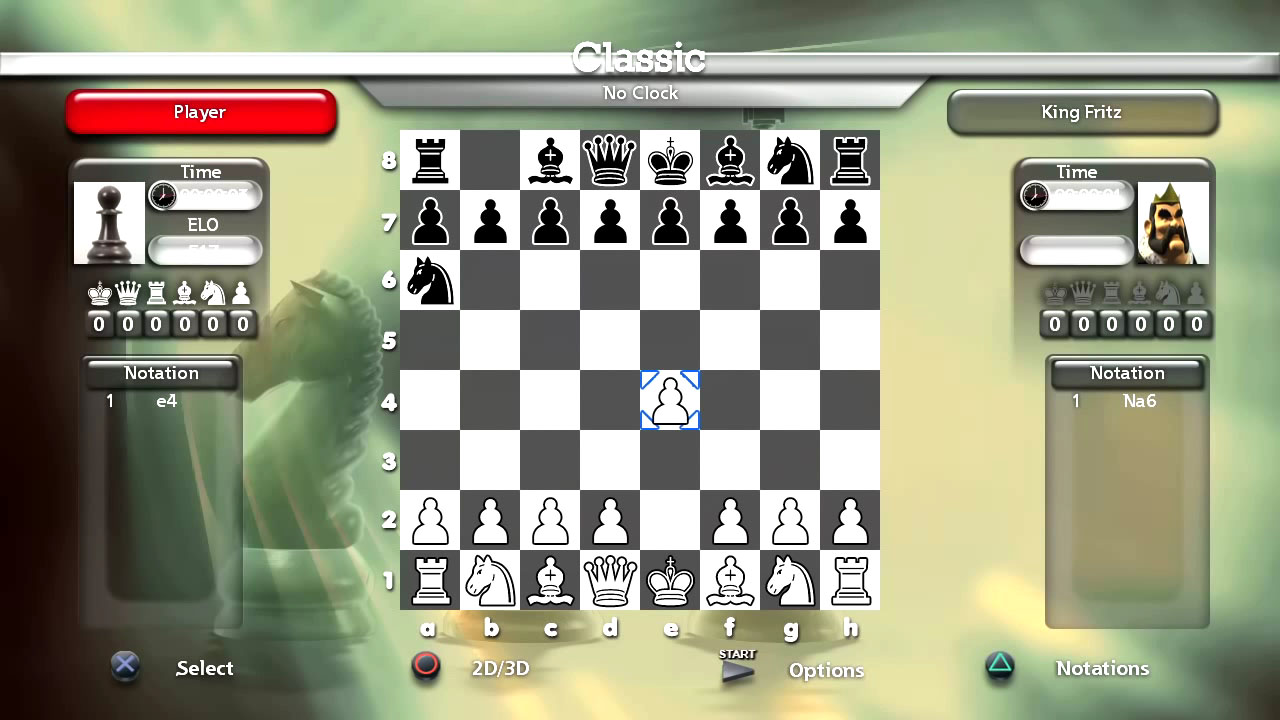 Classic
No Clock
Player
King Fritz
Time
Time
ELO
0 0 0 0 0 0
0 0 0 0 0 0
Notation
Notation
1 e4
1 Na6
8
7
6
5
4
3
2
1
a b c d e f g h
Select
2D/3D
START
Options
Notations